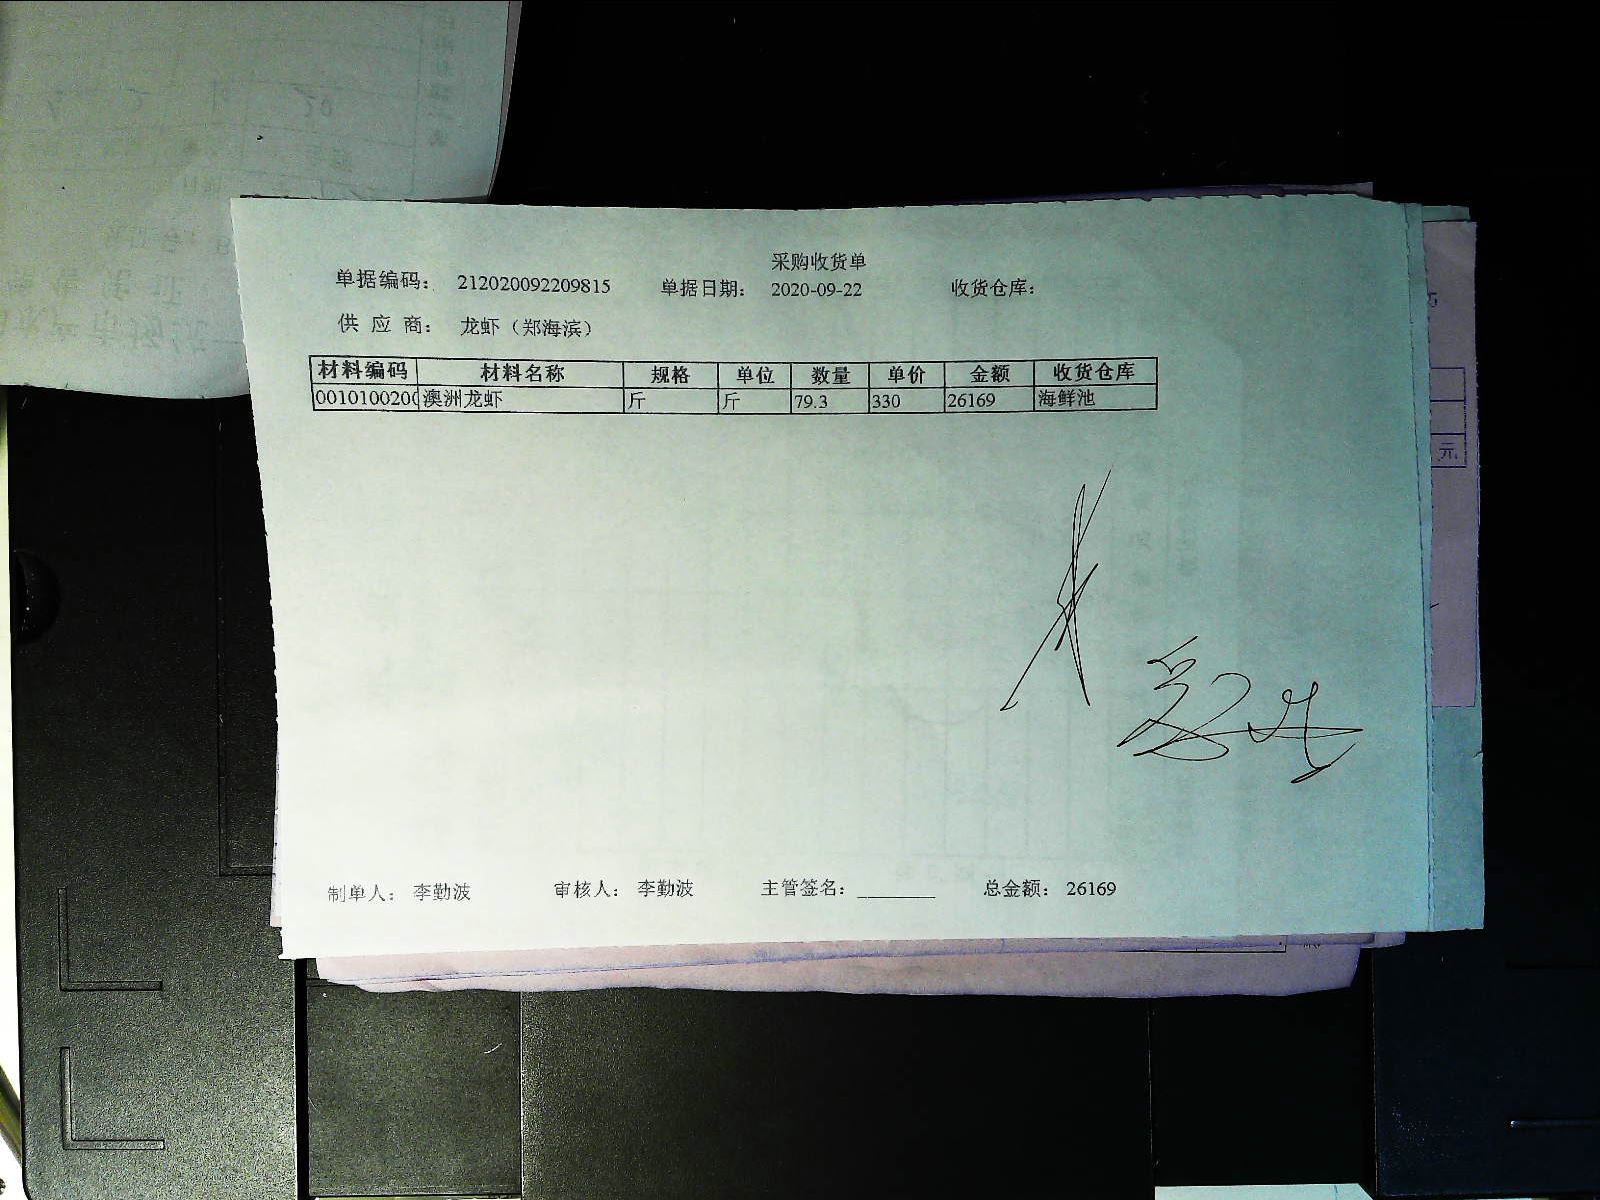 采购收货单
单据编码： 212020092209815 单据日期： 2020-09-22 收货仓库：
供 应 商： 龙虾（郑海滨）
材料编码 材料名称 规格 单位 数量 单价 金额 收货仓库
0010100200 澳洲龙虾 斤 斤 79.3 330 26169 海鲜池
制单人： 李勤波 审核人： 李勤波 主管签名： 总金额： 26169
元